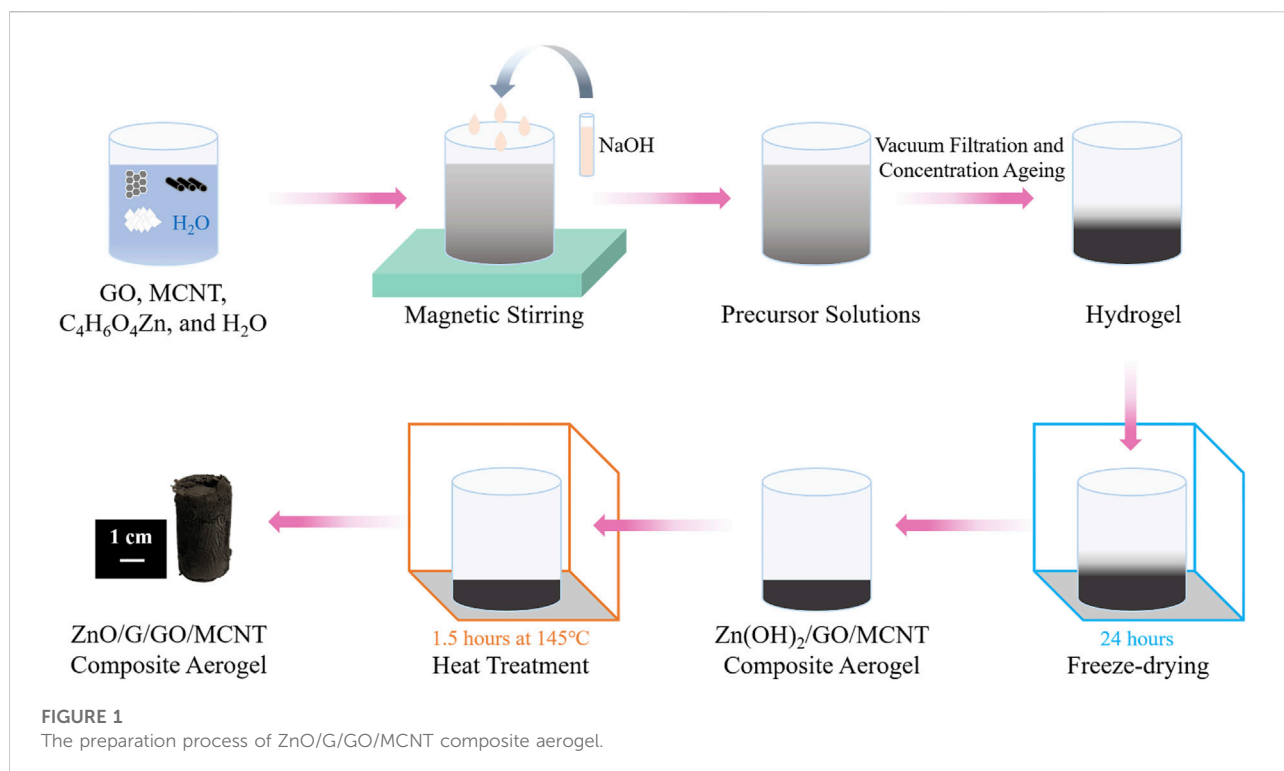 NaOH
H₂O
Vacuum Filtration and
Concentration Ageing
GO, MCNT,
C₄H₆O₄Zn, and H₂O
Magnetic Stirring
Precursor Solutions
Hydrogel
1 cm
ZnO/G/GO/MCNT
Composite Aerogel
1.5 hours at 145℃
Heat Treatment
Zn(OH)₂/GO/MCNT
Composite Aerogel
24 hours
Freeze-drying
FIGURE 1
The preparation process of ZnO/G/GO/MCNT composite aerogel.